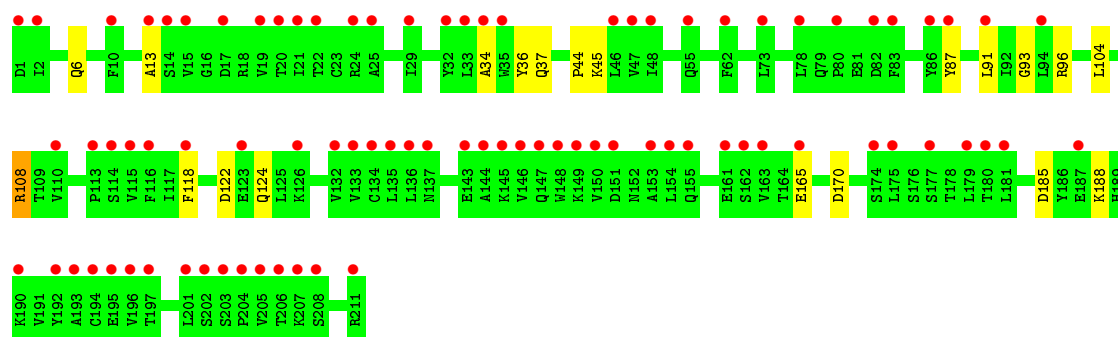 D1 I2 Q6 F10 A13 S14 V15 G16 D17 R18 V19 T20 I21 T22 C23 R24 A25 I29 Y32 L33 A34 W35 Y36 Q37 P44 K45 L46 V47 I48 Q55 F62 L73 L78 Q79 P80 E81 D82 F83 Y86 Y87 L91 I92 G93 L94 R96 L104
R108 T109 V110 P113 S114 V115 F116 I117 F118 D122 E123 Q124 L125 K126 V132 V133 C134 L135 L136 N137 E143 A144 K145 V146 Q147 W148 K149 V150 D151 N152 A153 L154 Q155 E161 S162 V163 T164 E165 D170 S174 L175 S176 S177 T178 L179 T180 L181 D185 Y186 E187 K188 H189
K190 V191 Y192 A193 C194 E195 V196 T197 L201 S202 S203 P204 V205 T206 K207 S208 R211